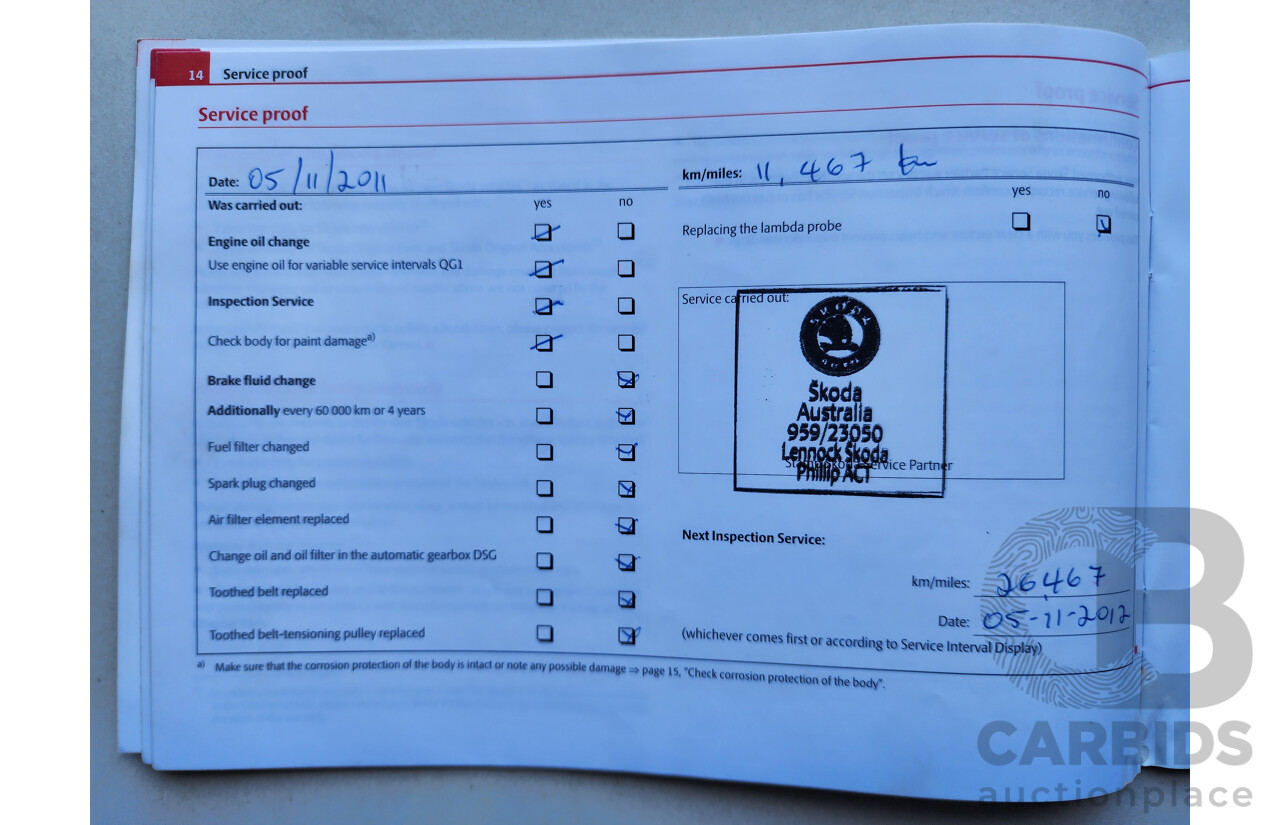 14 Service proof
Service proof
Date: 05/11/2011
km/miles: 11,467 km
Was carried out: yes no
yes no
Engine oil change
Replacing the lambda probe
Use engine oil for variable service intervals QG1
Inspection Service
Check body for paint damage a)
Brake fluid change
Additionally every 60 000 km or 4 years
Fuel filter changed
Spark plug changed
Air filter element replaced
Change oil and oil filter in the automatic gearbox DSG
Toothed belt replaced
Toothed belt-tensioning pulley replaced
Service carried out:
ŠKODA
AUTO
Škoda
Australia
959/23050
Lennock Škoda
Phillip ACT
Service Partner
Next Inspection Service:
km/miles: 26,467
Date: 05-11-2012
(whichever comes first or according to Service Interval Display)
a) Make sure that the corrosion protection of the body is intact or note any possible damage ⇒ page 15, "Check corrosion protection of the body".
CARBIDS
auctionplace